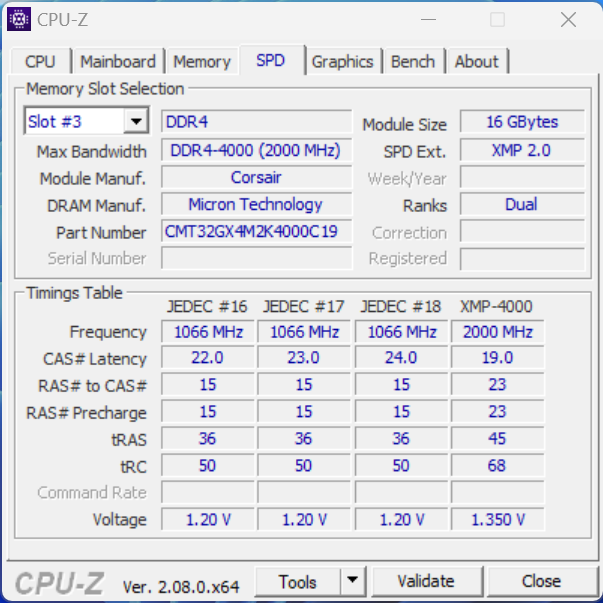 CPU-Z
CPU Mainboard Memory SPD Graphics Bench About
Memory Slot Selection
Slot #3 DDR4 Module Size 16 GBytes
Max Bandwidth DDR4-4000 (2000 MHz) SPD Ext. XMP 2.0
Module Manuf. Corsair Week/Year
DRAM Manuf. Micron Technology Ranks Dual
Part Number CMT32GX4M2K4000C19 Correction
Serial Number Registered
Timings Table
JEDEC #16 JEDEC #17 JEDEC #18 XMP-4000
Frequency 1066 MHz 1066 MHz 1066 MHz 2000 MHz
CAS# Latency 22.0 23.0 24.0 19.0
RAS# to CAS# 15 15 15 23
RAS# Precharge 15 15 15 23
tRAS 36 36 36 45
tRC 50 50 50 68
Command Rate
Voltage 1.20 V 1.20 V 1.20 V 1.350 V
CPU-Z Ver. 2.08.0.x64 Tools Validate Close